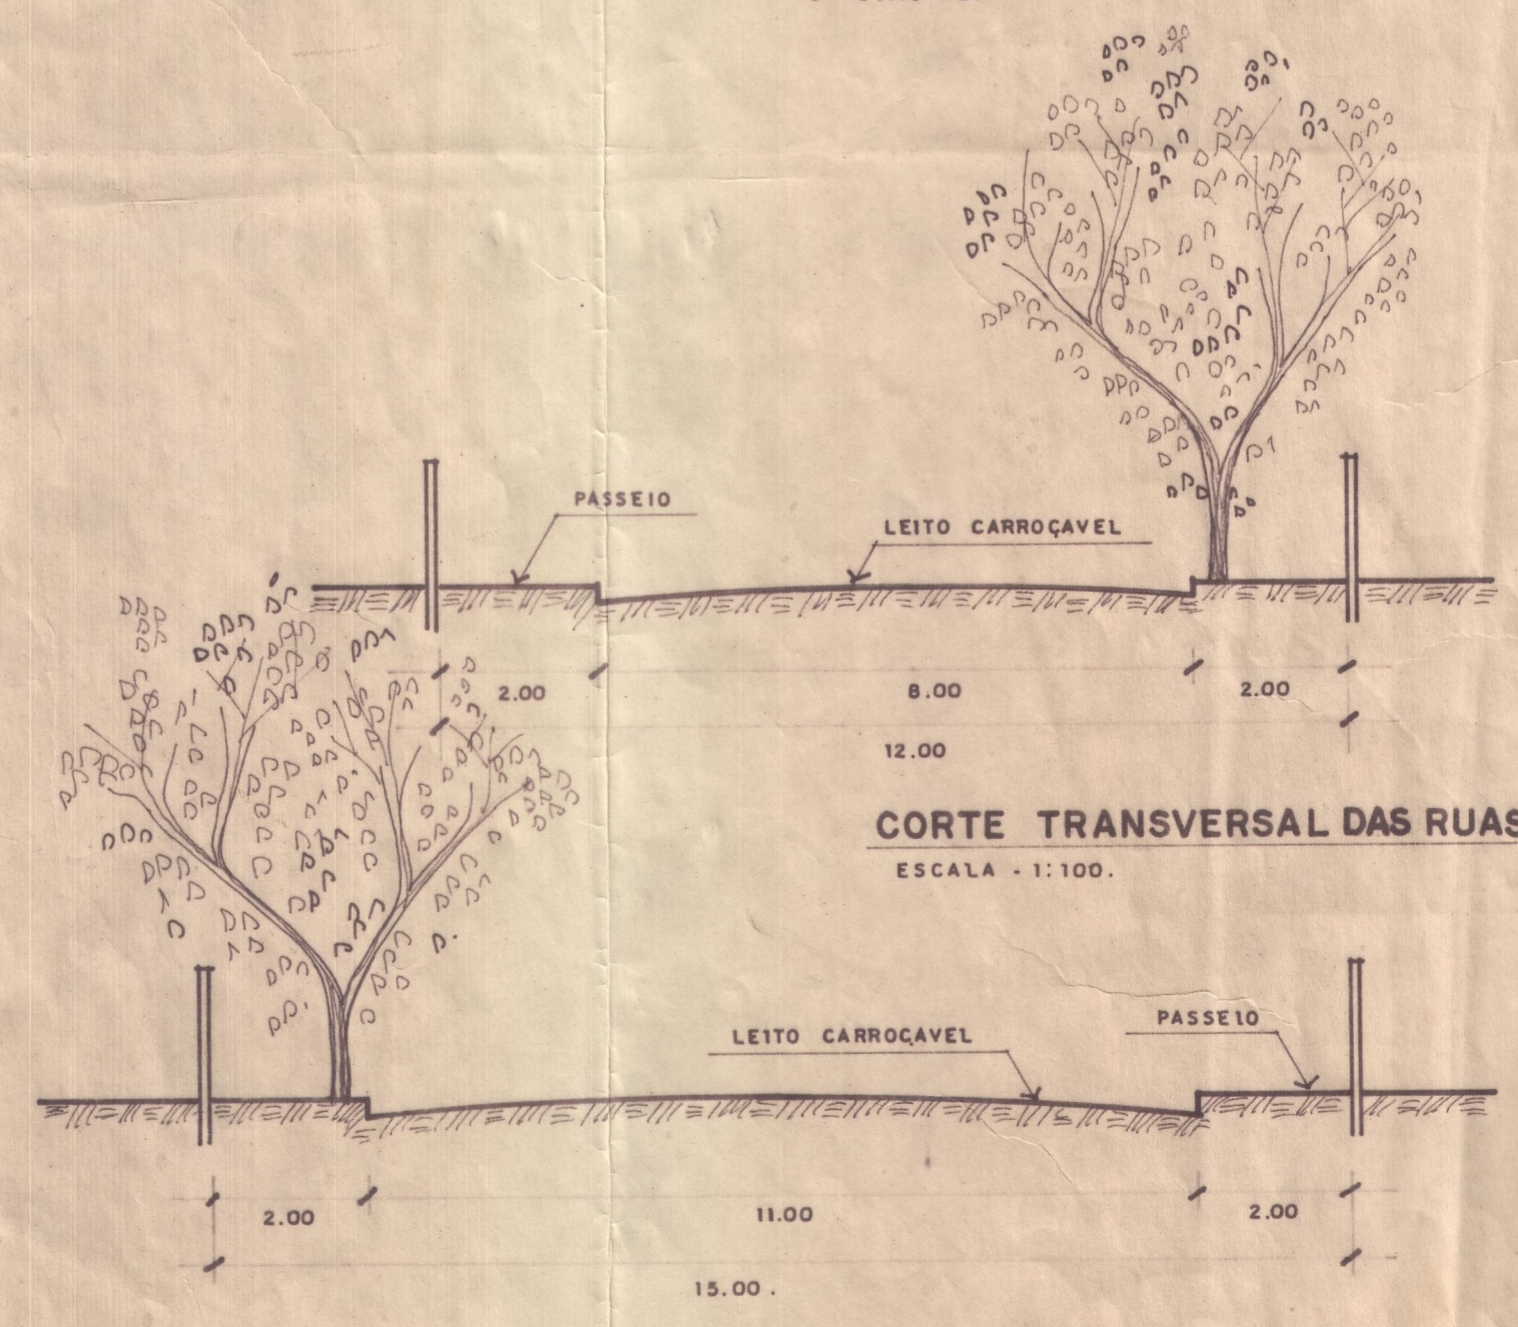 PASSEIO
LEITO CARROÇAVEL
2.00
8.00
2.00
12.00
CORTE TRANSVERSAL DAS RUAS
ESCALA - 1:100.
LEITO CARROÇAVEL
PASSEIO
2.00
11.00
2.00
15.00 .